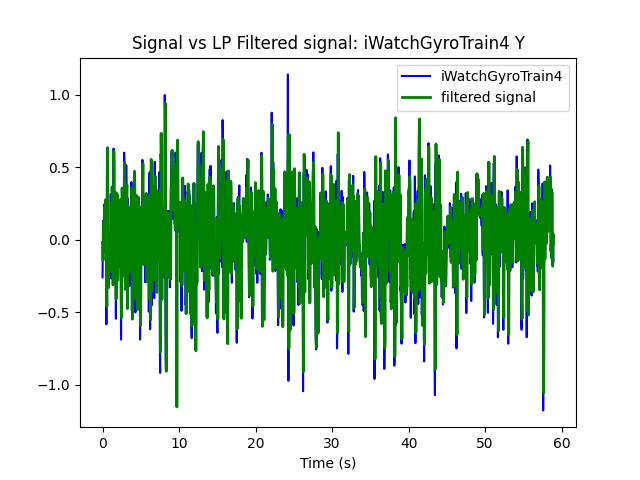 Signal vs LP Filtered signal: iWatchGyroTrain4 Y
iWatchGyroTrain4
filtered signal
1.0
0.5
0.0
−0.5
−1.0
0 10 20 30 40 50 60
Time (s)